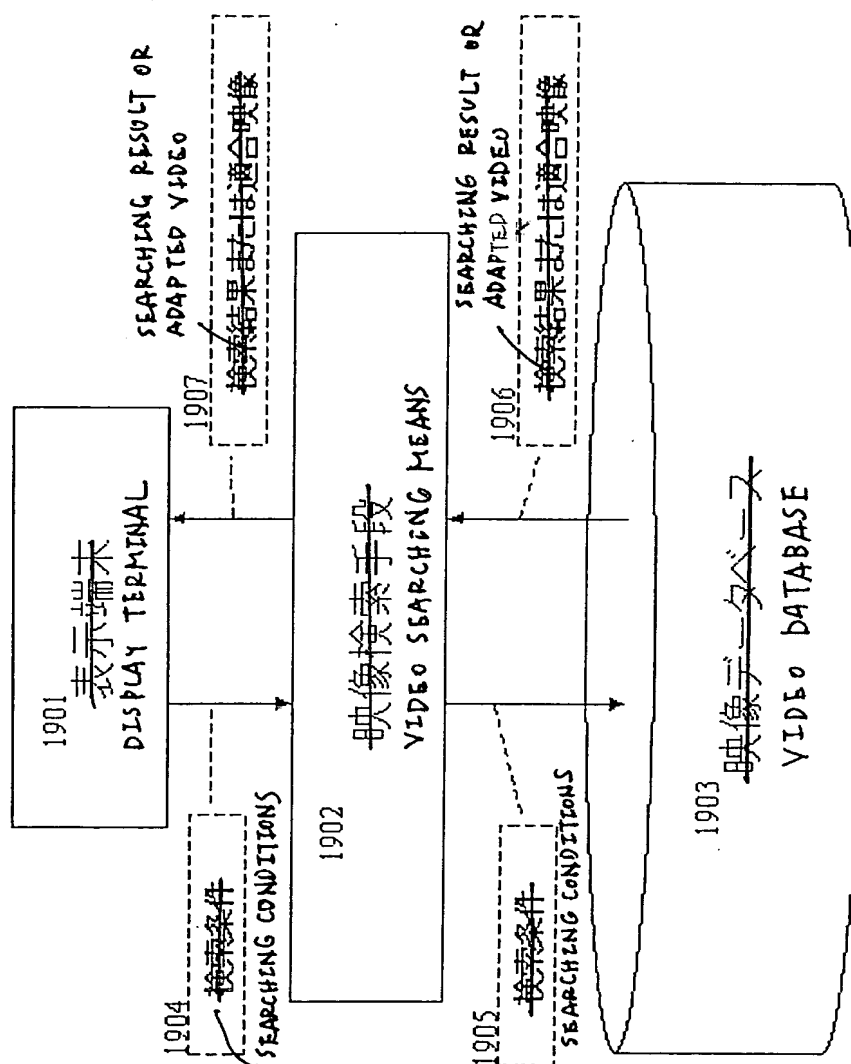 1901
表示端末
DISPLAY TERMINAL
1904
検索条件
SEARCHING CONDITIONS
1907
検索結果または適合映像
SEARCHING RESULT OR
ADAPTED VIDEO
1902
映像検索手段
VIDEO SEARCHING MEANS
1905
検索条件
SEARCHING CONDITIONS
1906
検索結果または適合映像
SEARCHING RESULT OR
ADAPTED VIDEO
1903
映像データベース
VIDEO DATABASE